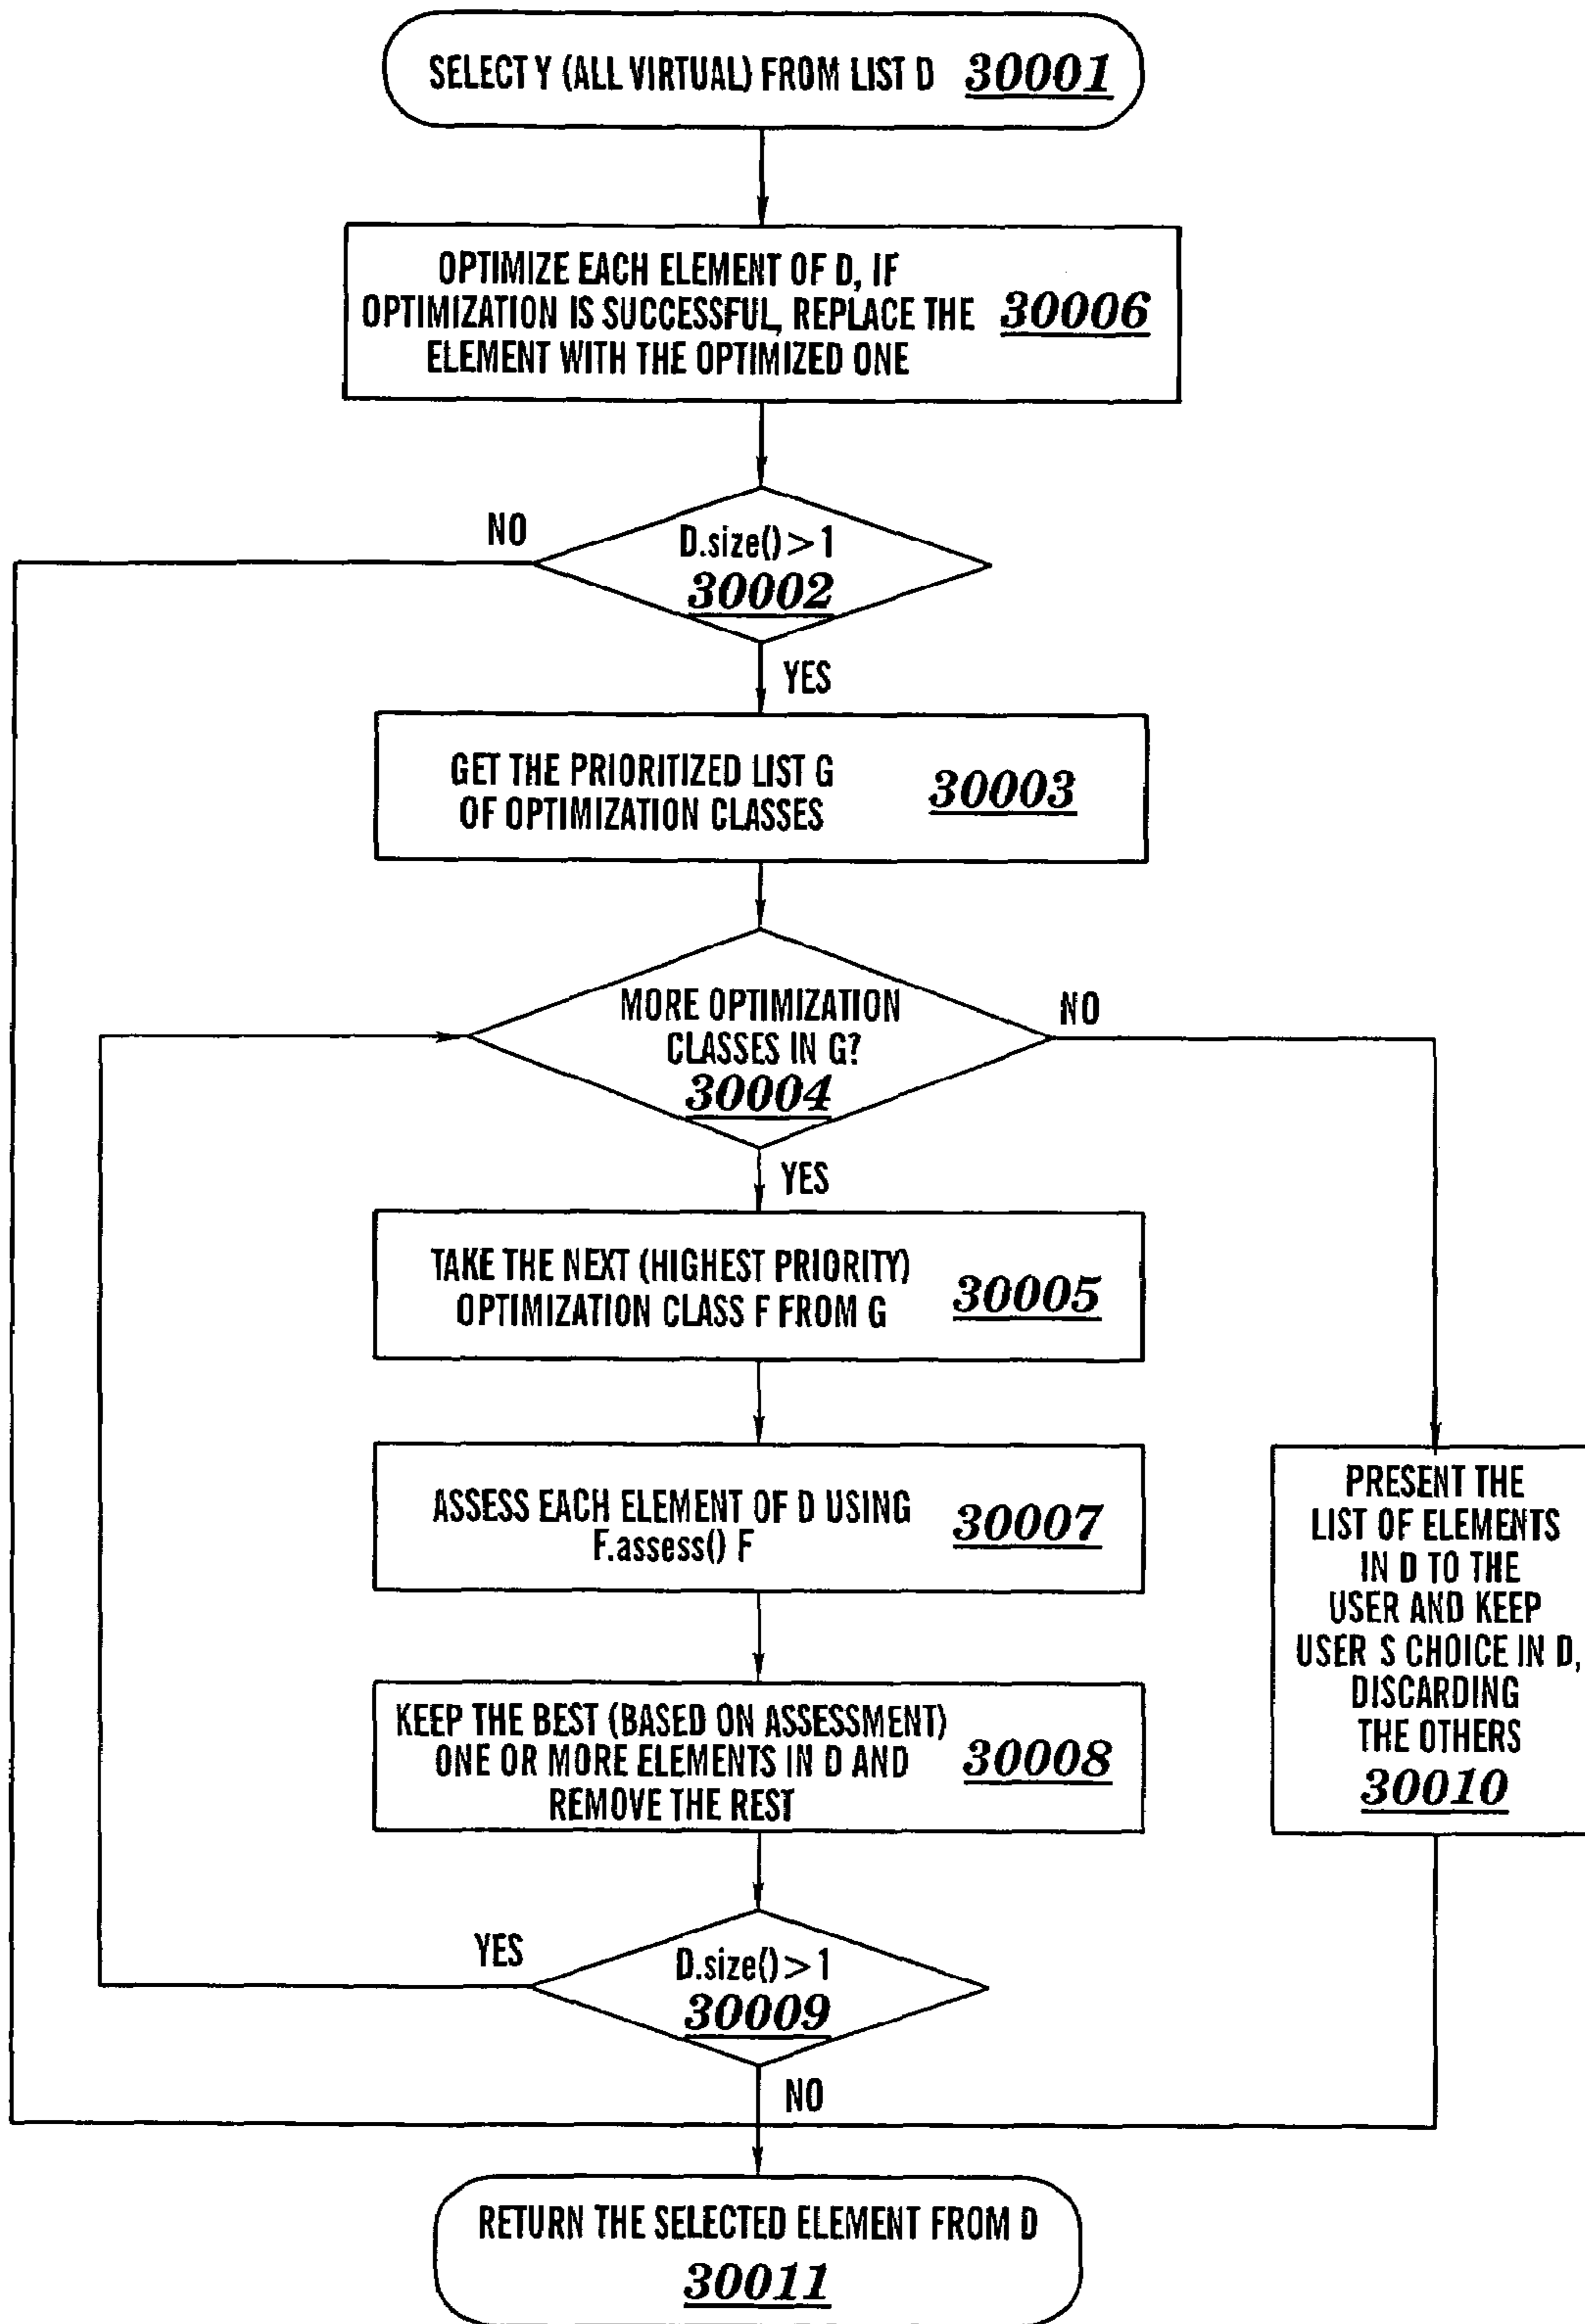 SELECT Y (ALL VIRTUAL) FROM LIST D 30001
OPTIMIZE EACH ELEMENT OF D, IF
OPTIMIZATION IS SUCCESSFUL, REPLACE THE 30006
ELEMENT WITH THE OPTIMIZED ONE
NO
D.size()>1
30002
YES
GET THE PRIORITIZED LIST G
OF OPTIMIZATION CLASSES 30003
MORE OPTIMIZATION
CLASSES IN G?
30004
NO
YES
TAKE THE NEXT (HIGHEST PRIORITY)
OPTIMIZATION CLASS F FROM G 30005
ASSESS EACH ELEMENT OF D USING
F.assess() F 30007
KEEP THE BEST (BASED ON ASSESSMENT)
ONE OR MORE ELEMENTS IN D AND 30008
REMOVE THE REST
PRESENT THE
LIST OF ELEMENTS
IN D TO THE
USER AND KEEP
USER S CHOICE IN D,
DISCARDING
THE OTHERS
30010
YES
D.size()>1
30009
NO
RETURN THE SELECTED ELEMENT FROM D
30011